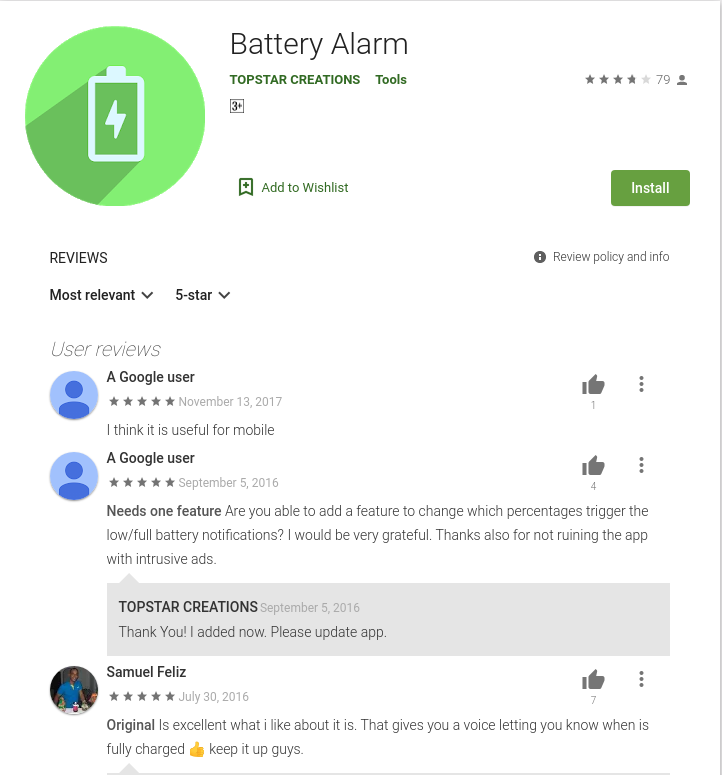 Battery Alarm
TOPSTAR CREATIONS Tools
79
3+
Add to Wishlist
Install
REVIEWS
Review policy and info
Most relevant
5-star
User reviews
A Google user
November 13, 2017
1
I think it is useful for mobile
A Google user
September 5, 2016
4
Needs one feature Are you able to add a feature to change which percentages trigger the
low/full battery notifications? I would be very grateful. Thanks also for not ruining the app
with intrusive ads.
TOPSTAR CREATIONS September 5, 2016
Thank You! I added now. Please update app.
Samuel Feliz
July 30, 2016
7
Original Is excellent what i like about it is. That gives you a voice letting you know when is
fully charged 👍 keep it up guys.